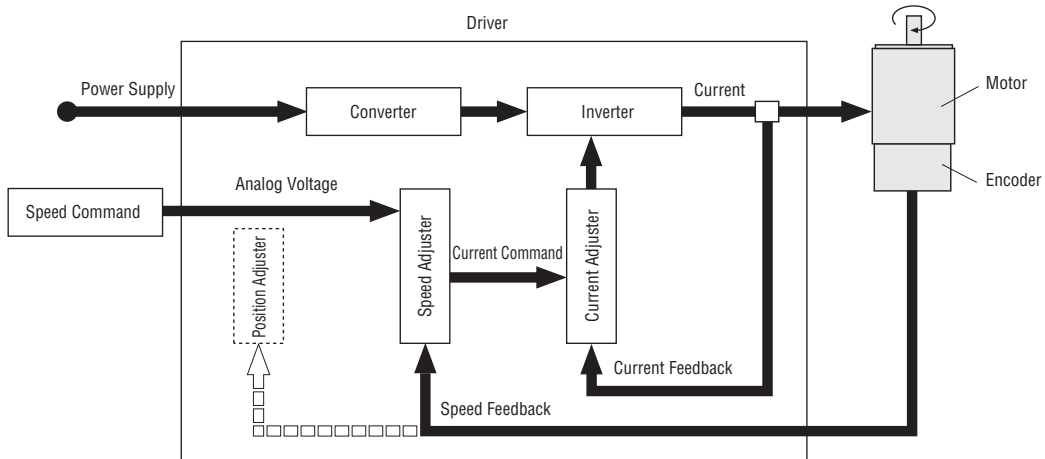 Driver
Power Supply
Converter
Inverter
Current
Motor
Encoder
Speed Command
Analog Voltage
Position Adjuster
Speed Adjuster
Current Command
Current Adjuster
Current Feedback
Speed Feedback